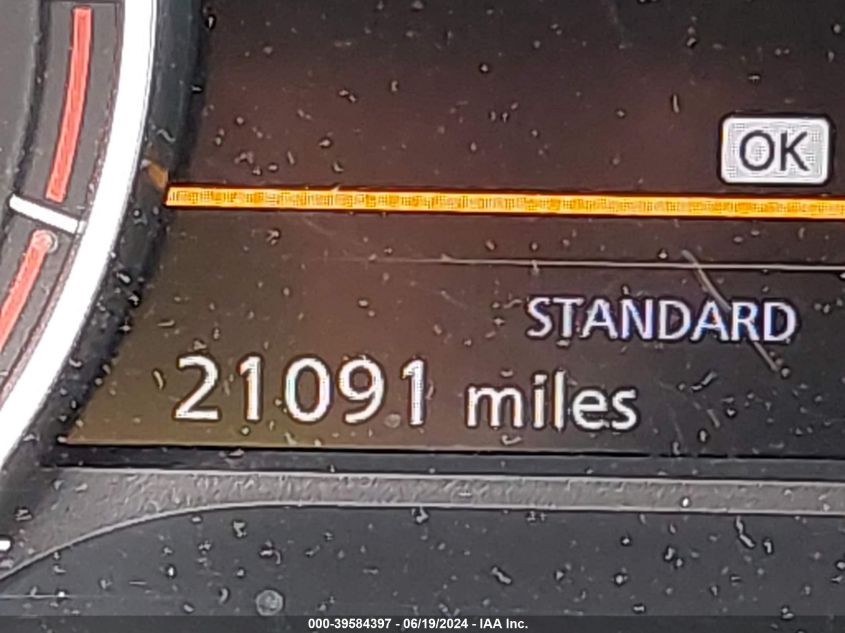 OK
STANDARD
21091 miles
000-39584397 - 06/19/2024 - IAA Inc.